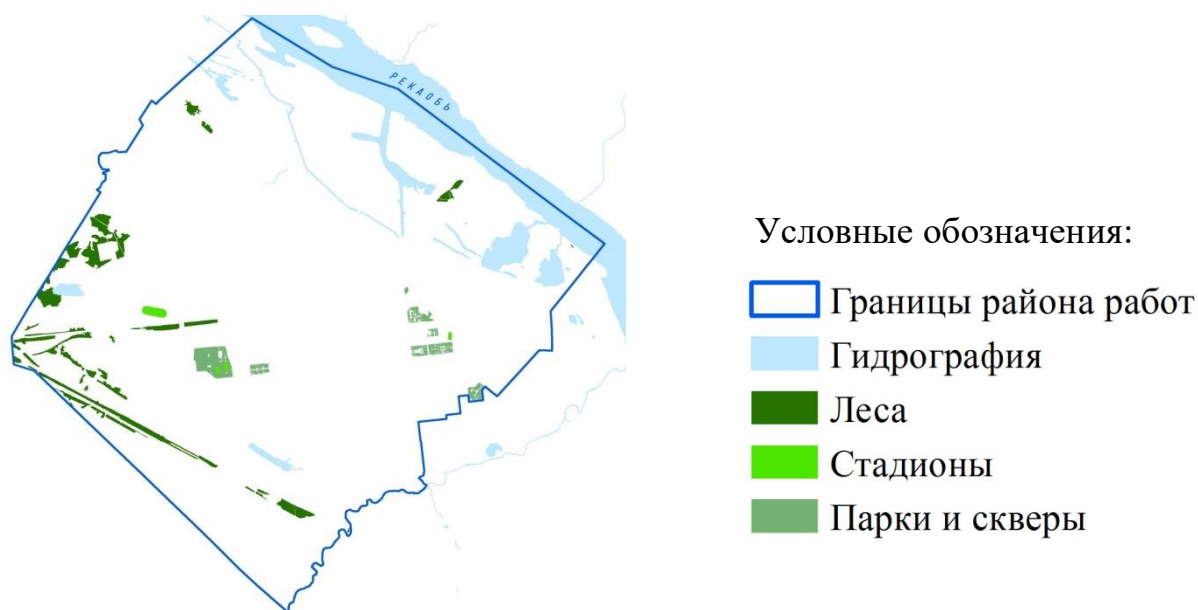 РЕКА ОБЬ
Условные обозначения:
Границы района работ
Гидрография
Леса
Стадионы
Парки и скверы